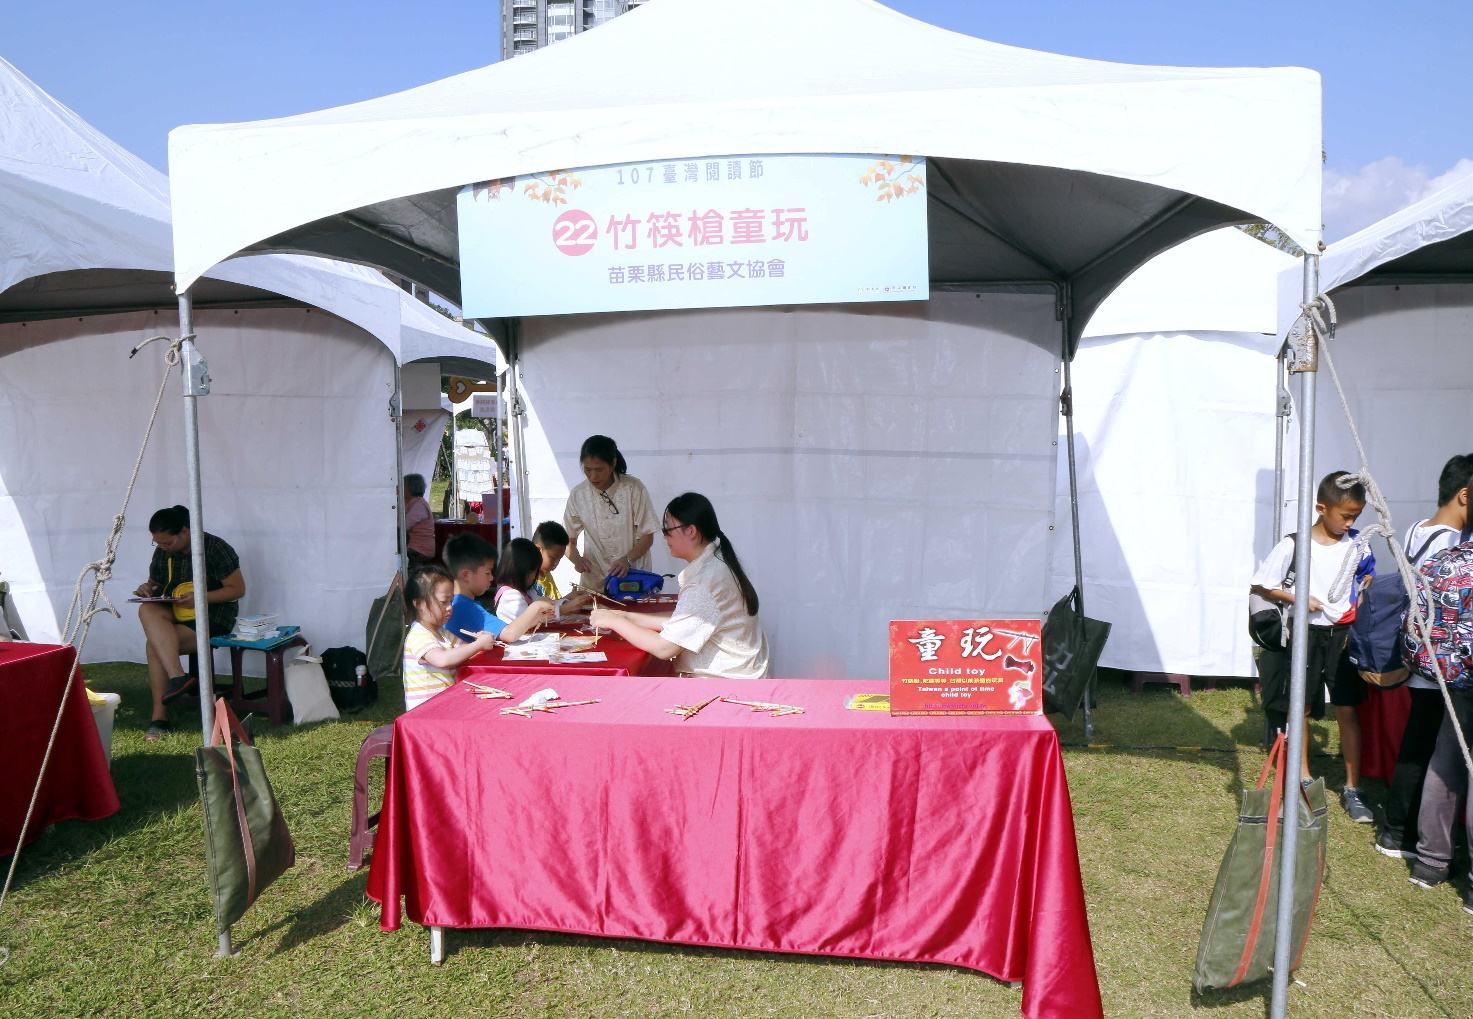 107臺灣閱讀節
22 竹筷槍童玩
苗栗縣民俗藝文協會
童玩
Child toy
Taiwan a point of time
child toy